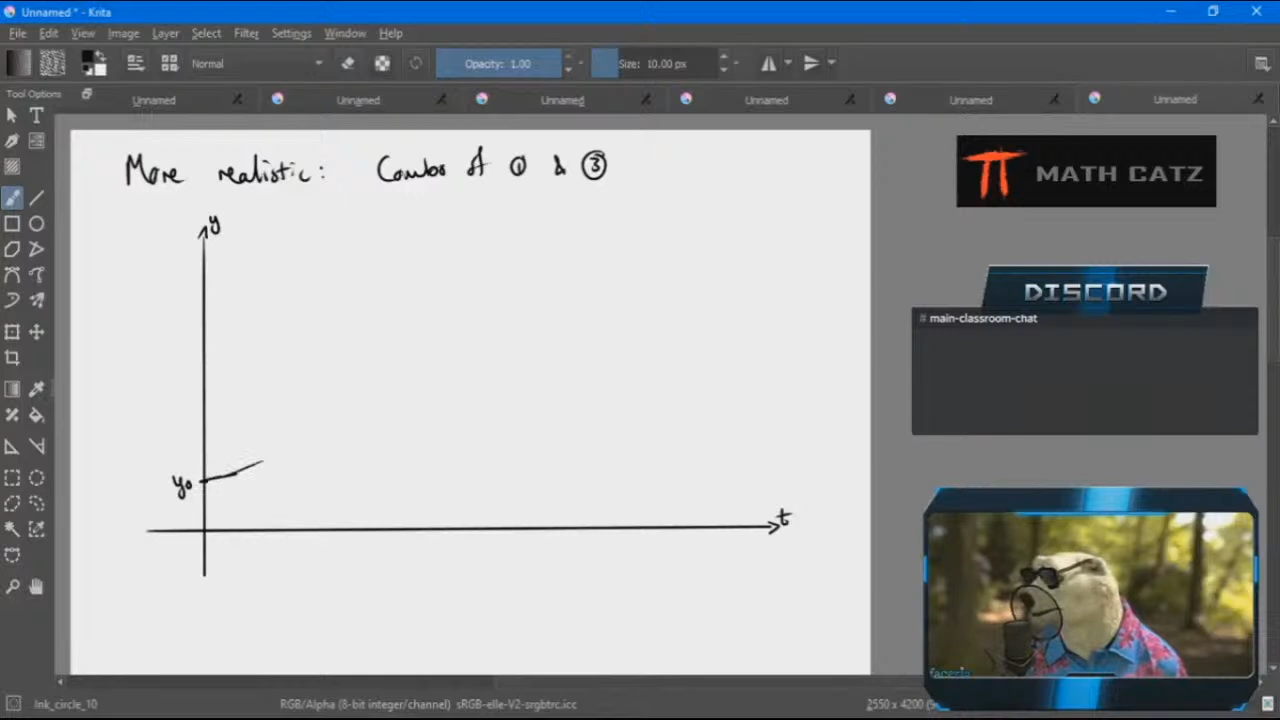 Unnamed * - Krita
File Edit View Image Layer Select Filter Settings Window Help
Normal Opacity: 1.00 Size: 10.00 px
Tool Options Unnamed Unnamed Unnamed Unnamed Unnamed Unnamed
More realistic: Combo of ① & ③
y
y₀
t
MATH CATZ
DISCORD
# main-classroom-chat
facerig
Ink_circle_10 RGB/Alpha (8-bit integer/channel) sRGB-elle-V2-srgbtrc.icc 2550 x 4200